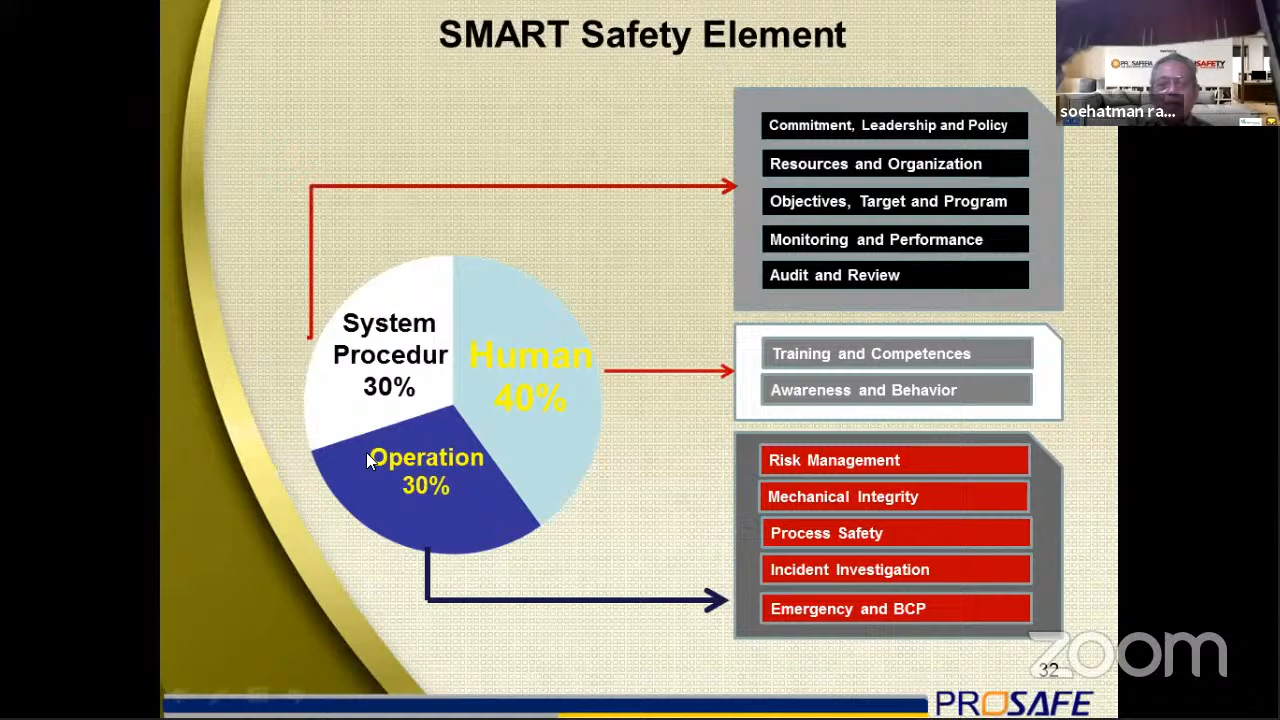 SMART Safety Element
SAFETY
soehatman ra...
Commitment, Leadership and Policy
Resources and Organization
Objectives, Target and Program
Monitoring and Performance
Audit and Review
System
Procedur
30%
Human
40%
Operation
30%
Training and Competences
Awareness and Behavior
Risk Management
Mechanical Integrity
Process Safety
Incident Investigation
Emergency and BCP
zoom
32
PROSAFE